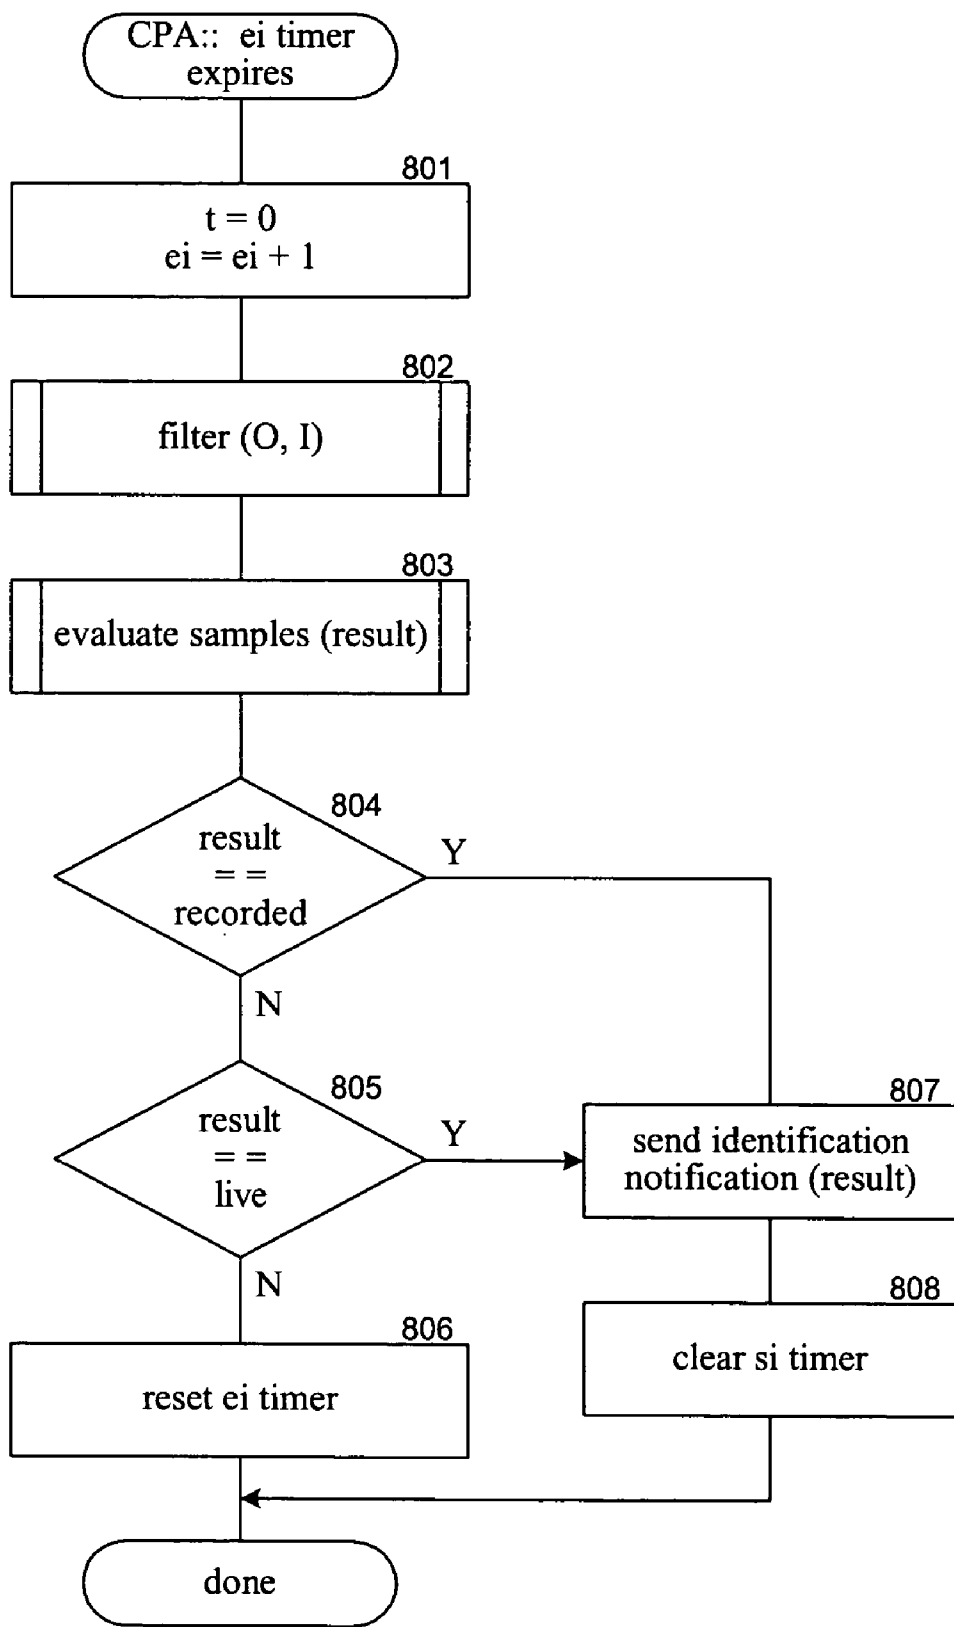 CPA:: ei timer
expires
801
t = 0
ei = ei + 1
802
filter (O, I)
803
evaluate samples (result)
804
result
= =
recorded
Y
N
805
result
= =
live
Y
N
807
send identification
notification (result)
808
clear si timer
806
reset ei timer
done